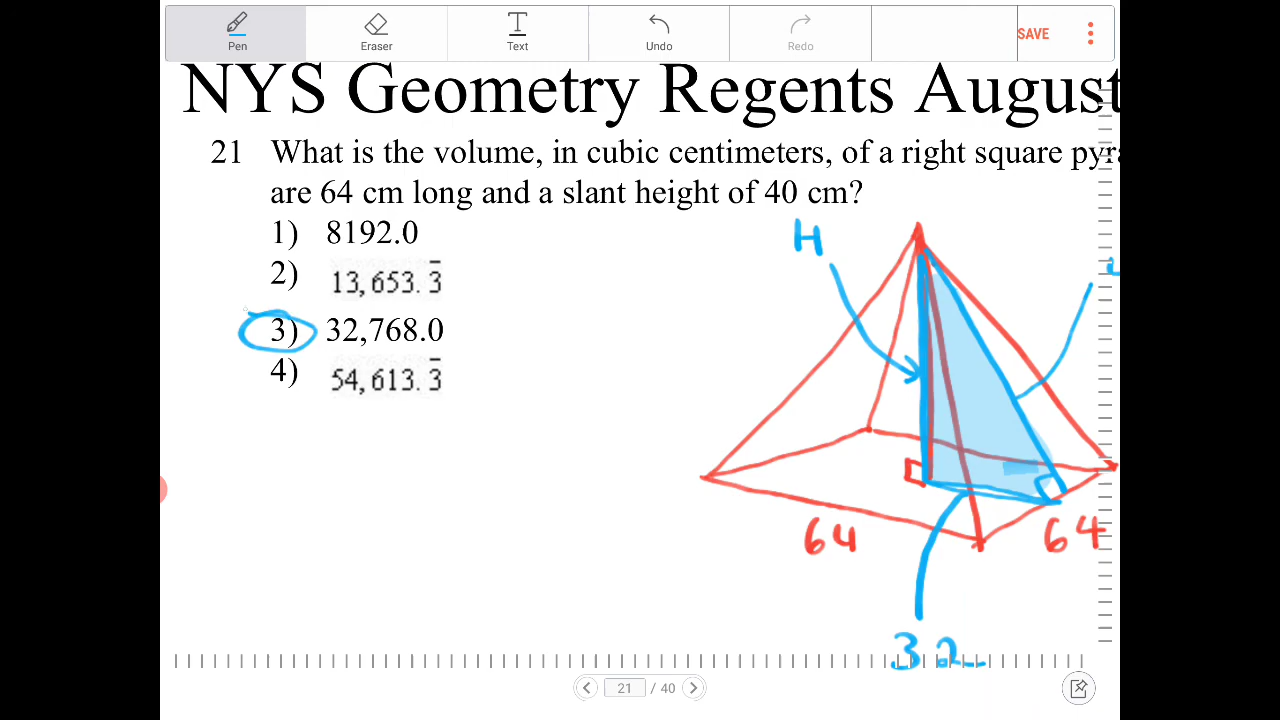 Pen Eraser Text Undo Redo SAVE
NYS Geometry Regents August
21 What is the volume, in cubic centimeters, of a right square
are 64 cm long and a slant height of 40 cm?
1) 8192.0
H
2) 13,653.3̅
3) 32,768.0
4) 54,613.3̅
64
64
32
21 / 40